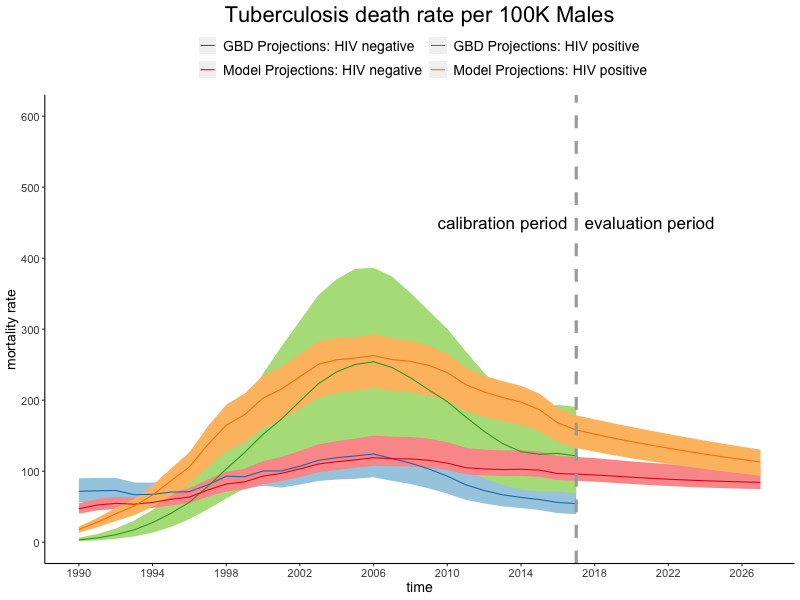 Tuberculosis death rate per 100K Males
GBD Projections: HIV negative GBD Projections: HIV positive
Model Projections: HIV negative Model Projections: HIV positive
600
calibration period evaluation period
400
300
200
100
0
mortality rate
1990 1994 1998 2002 2006 2010 2014 2018 2022 2026
time